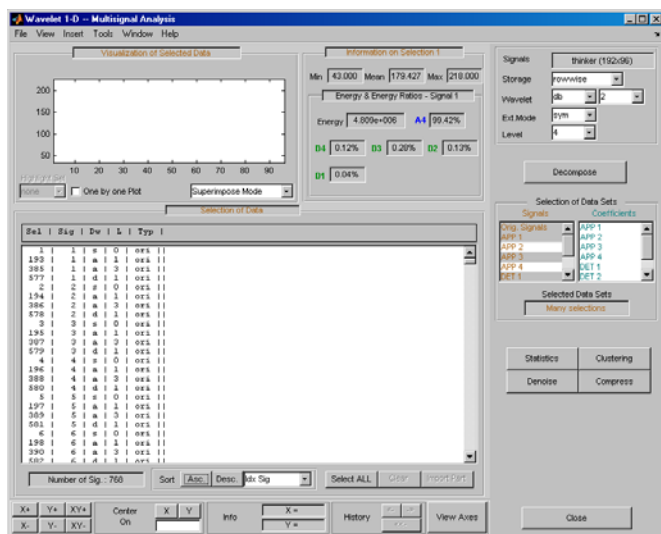 Wavelet 1-D -- Multisignal Analysis
File View Insert Tools Window Help
Visualization of Selected Data
200
150
100
50
10 20 30 40 50 60 70 80 90
Highlight Sel
none
One by one Plot
Superimpose Mode
Information on Selection 1
Min 43.000 Mean 179.427 Max 218.000
Energy & Energy Ratios - Signal 1
Energy 4.809e+006 A4 99.42%
D4 0.12% D3 0.28% D2 0.13%
D1 0.04%
Signals thinker (192x96)
Storage rowwise
Wavelet db 2
Ext.Mode sym
Level 4
Decompose
Selection of Data Sets
Signals Coefficients
Orig. Signals APP 1
APP 1 APP 2
APP 2 APP 3
APP 3 APP 4
APP 4 DET 1
DET 1 DET 2
Selected Data Sets
Many selections
Statistics Clustering
Denoise Compress
Close
Selection of Data
Sel | Sig | Dw | L | Typ |
1 | 1 | s | 0 | ori ||
193 | 1 | a | 1 | ori ||
385 | 1 | a | 3 | ori ||
577 | 1 | d | 1 | ori ||
2 | 2 | s | 0 | ori ||
194 | 2 | a | 1 | ori ||
386 | 2 | a | 3 | ori ||
578 | 2 | d | 1 | ori ||
3 | 3 | s | 0 | ori ||
195 | 3 | a | 1 | ori ||
387 | 3 | a | 3 | ori ||
579 | 3 | d | 1 | ori ||
4 | 4 | s | 0 | ori ||
196 | 4 | a | 1 | ori ||
388 | 4 | a | 3 | ori ||
580 | 4 | d | 1 | ori ||
5 | 5 | s | 0 | ori ||
197 | 5 | a | 1 | ori ||
389 | 5 | a | 3 | ori ||
581 | 5 | d | 1 | ori ||
6 | 6 | s | 0 | ori ||
198 | 6 | a | 1 | ori ||
390 | 6 | a | 3 | ori ||
582 | 6 | d | 1 | ori ||
Number of Sig.: 768
Sort Asc. Desc. Idx Sig
Select ALL Clear Import Part
X+ Y+ XY+
X- Y- XY-
Center On X Y
Info X = Y =
History <- -> <<-
View Axes